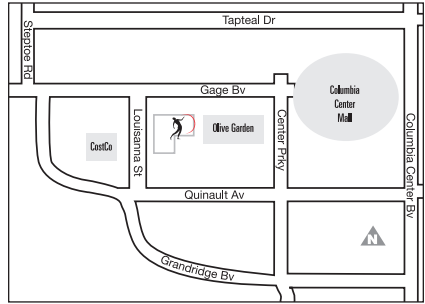 Tapteal Dr
Steptoe Rd
Gage Bv
Columbia
Center
Mall
Louisanna St
Olive Garden
Center Prky
Columbia Center Bv
CostCo
Quinault Av
N
Grandridge Bv